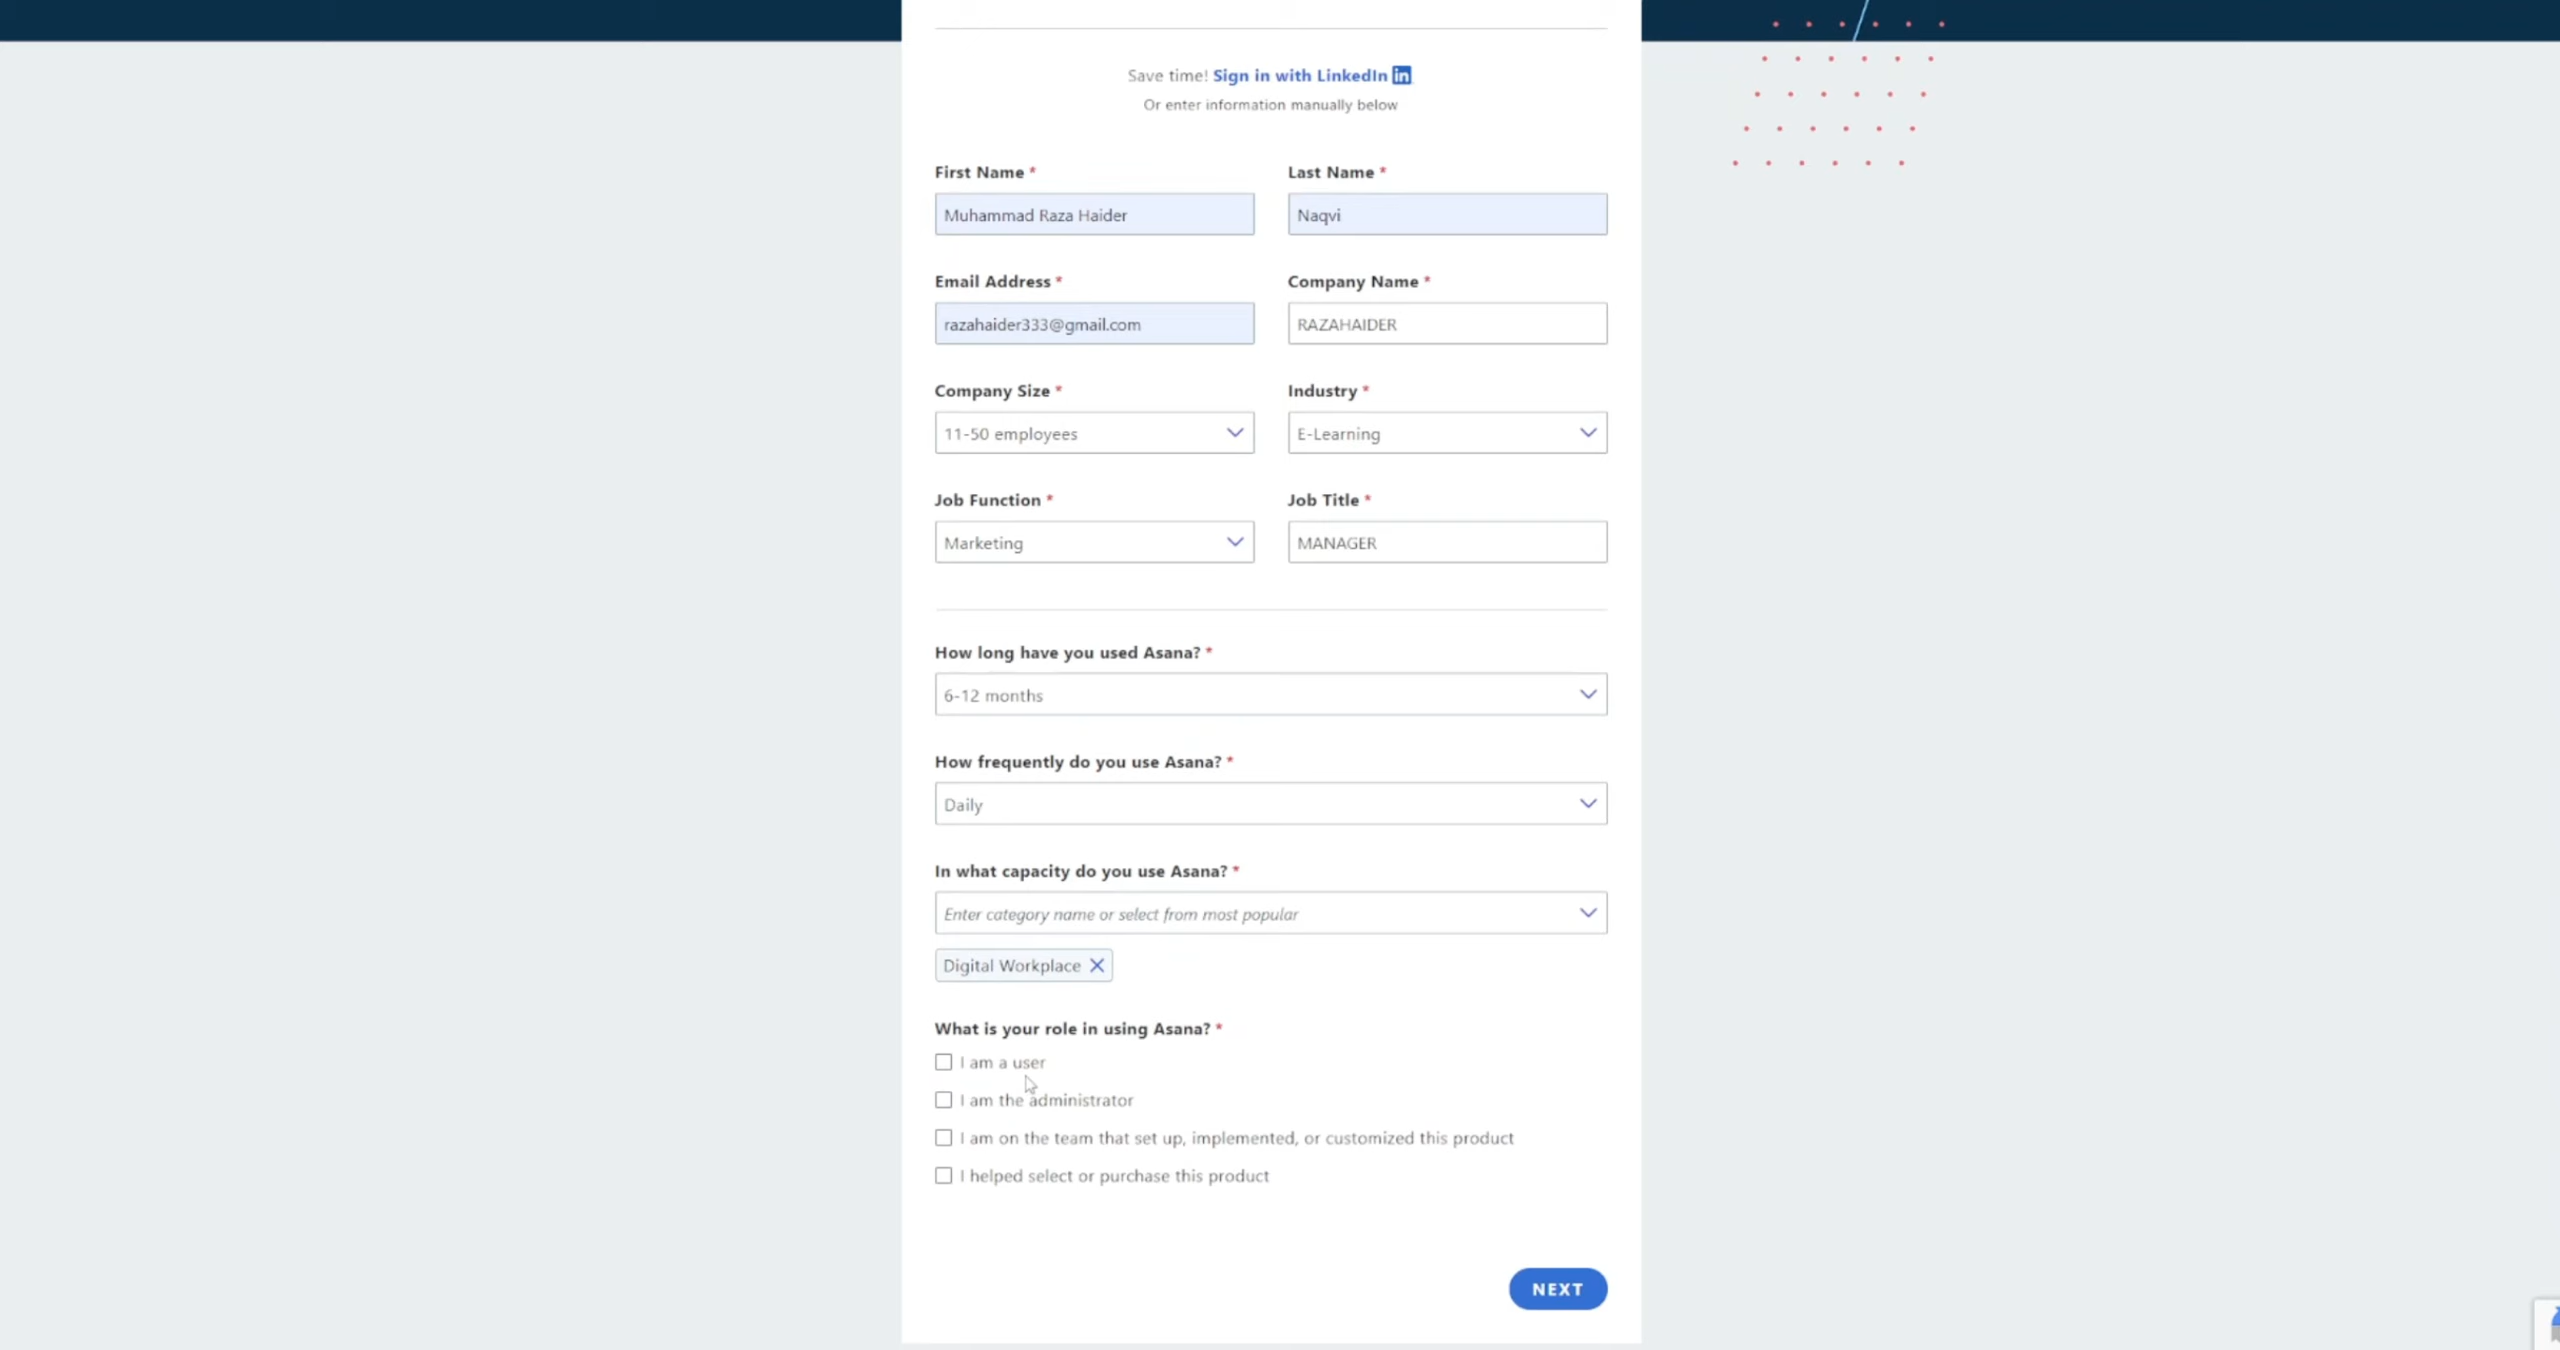 Save time! Sign in with LinkedIn in
Or enter information manually below
First Name * Last Name *
Muhammad Raza Haider Naqvi
Email Address * Company Name *
razahaider333@gmail.com RAZAHAIDER
Company Size * Industry *
11-50 employees E-Learning
Job Function * Job Title *
Marketing MANAGER
How long have you used Asana? *
6-12 months
How frequently do you use Asana? *
Daily
In what capacity do you use Asana? *
Enter category name or select from most popular
Digital Workplace
What is your role in using Asana? *
I am a user
I am the administrator
I am on the team that set up, implemented, or customized this product
I helped select or purchase this product
NEXT